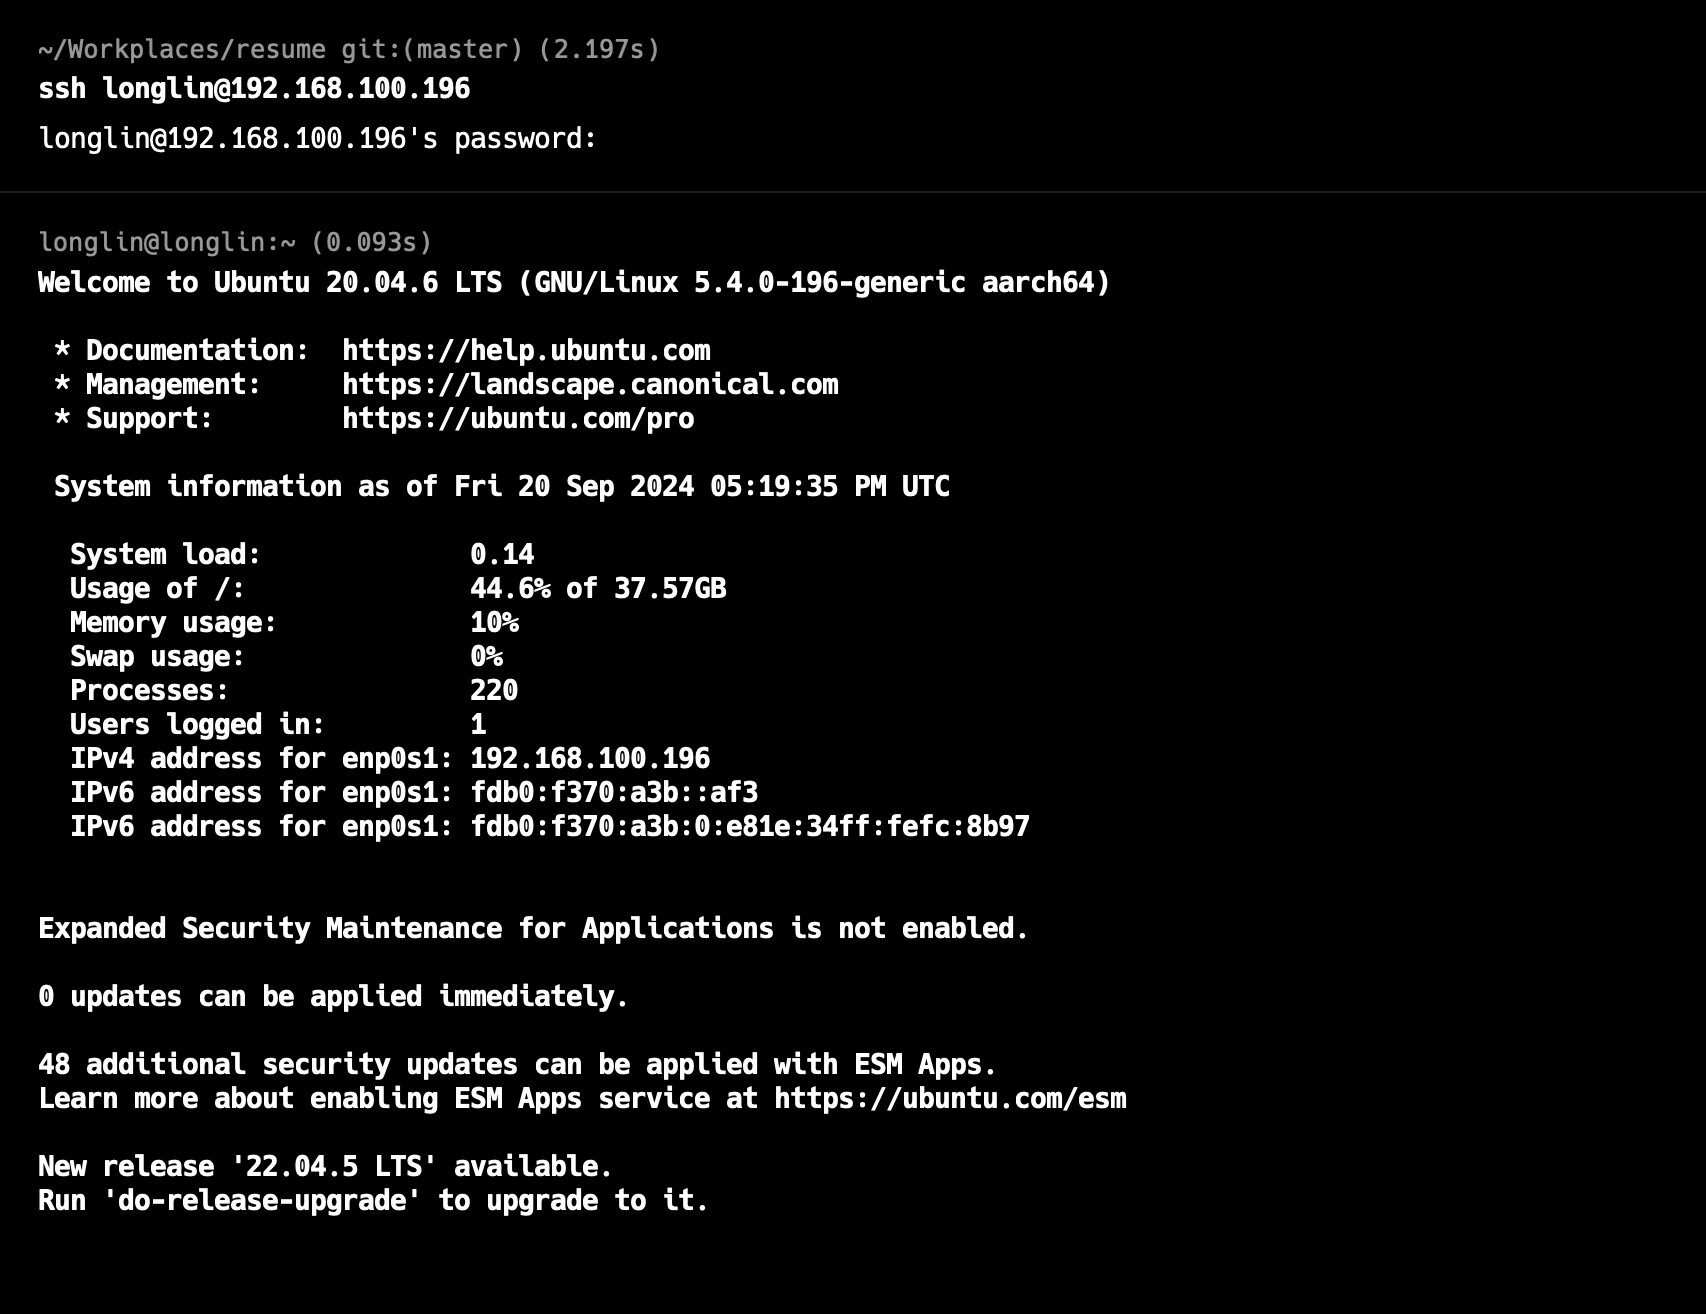 ~/Workplaces/resume git:(master) (2.197s)
ssh longlin@192.168.100.196
longlin@192.168.100.196's password:
longlin@longlin:~ (0.093s)
Welcome to Ubuntu 20.04.6 LTS (GNU/Linux 5.4.0-196-generic aarch64)
* Documentation:  https://help.ubuntu.com
* Management:     https://landscape.canonical.com
* Support:        https://ubuntu.com/pro
System information as of Fri 20 Sep 2024 05:19:35 PM UTC
System load:             0.14
Usage of /:              44.6% of 37.57GB
Memory usage:            10%
Swap usage:              0%
Processes:               220
Users logged in:         1
IPv4 address for enp0s1: 192.168.100.196
IPv6 address for enp0s1: fdb0:f370:a3b::af3
IPv6 address for enp0s1: fdb0:f370:a3b:0:e81e:34ff:fefc:8b97
Expanded Security Maintenance for Applications is not enabled.
0 updates can be applied immediately.
48 additional security updates can be applied with ESM Apps.
Learn more about enabling ESM Apps service at https://ubuntu.com/esm
New release '22.04.5 LTS' available.
Run 'do-release-upgrade' to upgrade to it.